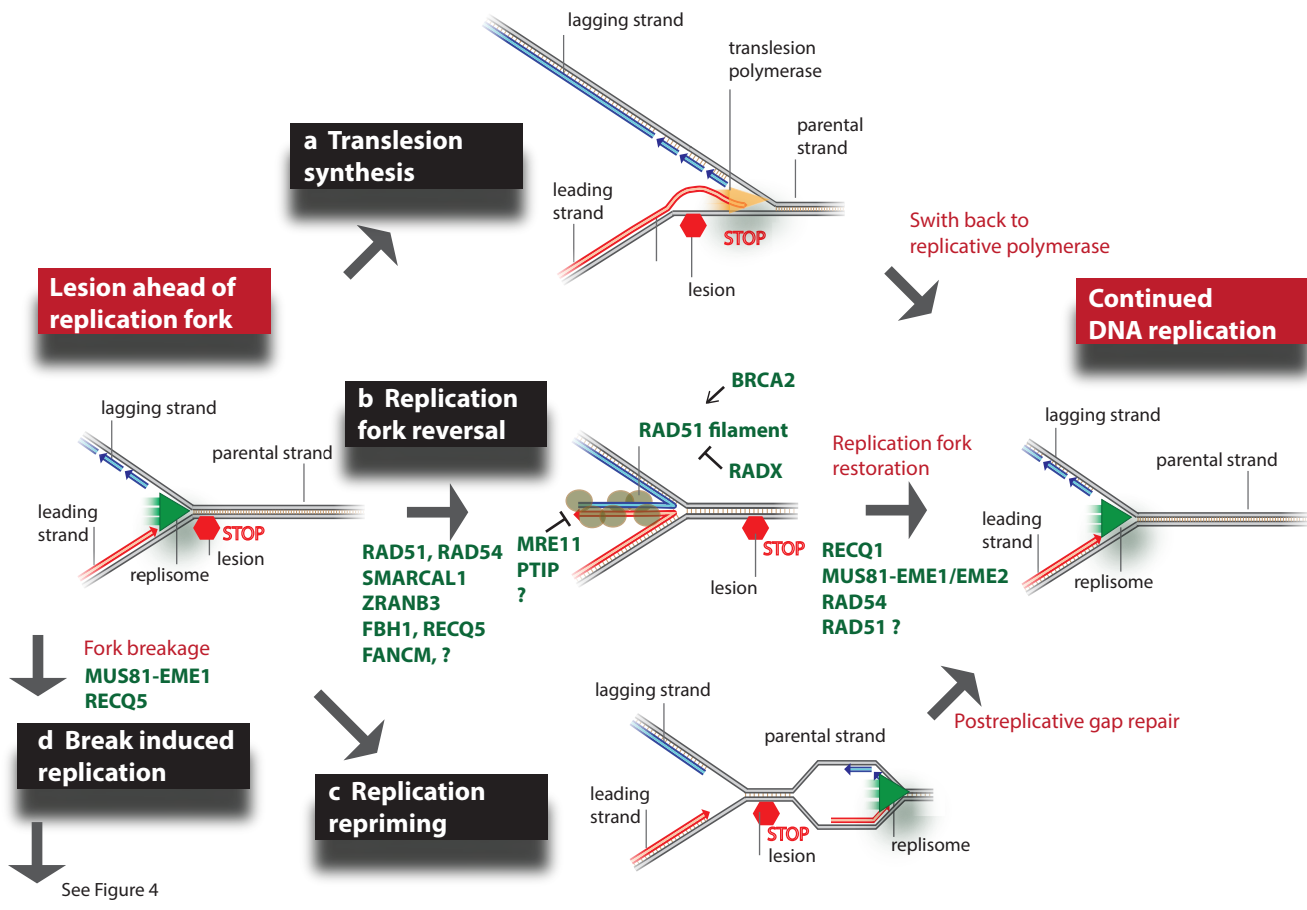 lagging strand
translesion
polymerase
a Translesion
synthesis
parental
strand
leading
strand
STOP
lesion
Swith back to
replicative polymerase
Lesion ahead of
replication fork
Continued
DNA replication
lagging strand
parental strand
leading
strand
STOP
lesion
replisome
b Replication
fork reversal
BRCA2
RAD51 filament
RADX
MRE11
PTIP
?
STOP
lesion
RAD51, RAD54
SMARCAL1
ZRANB3
FBH1, RECQ5
FANCM, ?
Replication fork
restoration
RECQ1
MUS81-EME1/EME2
RAD54
RAD51 ?
lagging strand
parental strand
leading
strand
replisome
Fork breakage
MUS81-EME1
RECQ5
d Break induced
replication
See Figure 4
c Replication
repriming
lagging strand
parental strand
leading
strand
STOP
lesion
replisome
Postreplicative gap repair